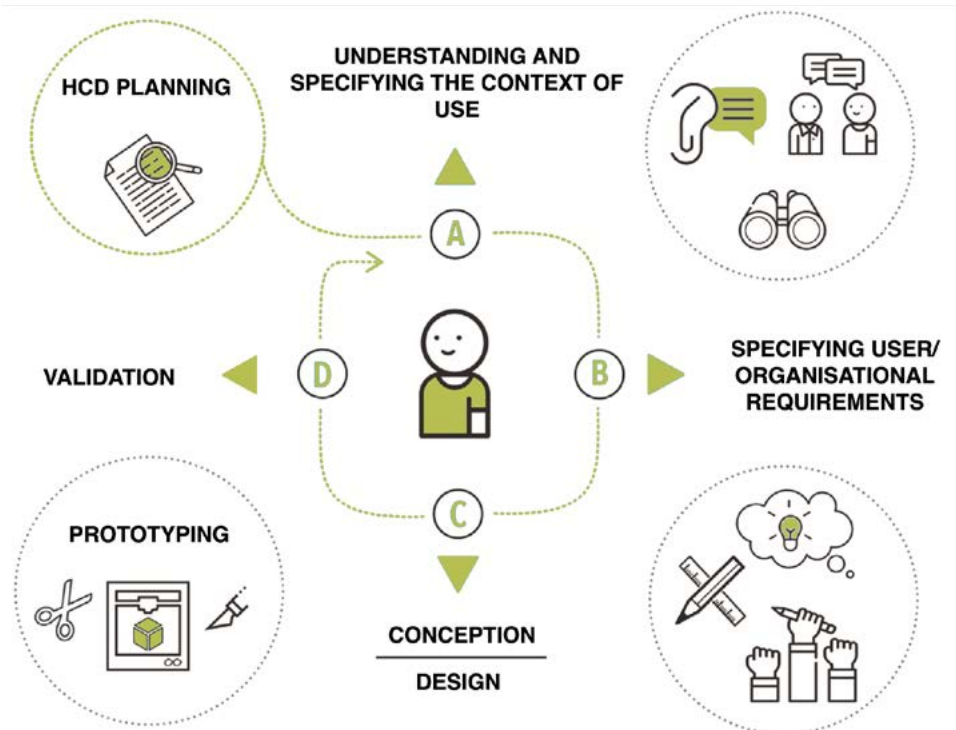 HCD PLANNING
UNDERSTANDING AND
SPECIFYING THE CONTEXT OF
USE
A
B
SPECIFYING USER/
ORGANISATIONAL
REQUIREMENTS
C
CONCEPTION
DESIGN
D
VALIDATION
PROTOTYPING